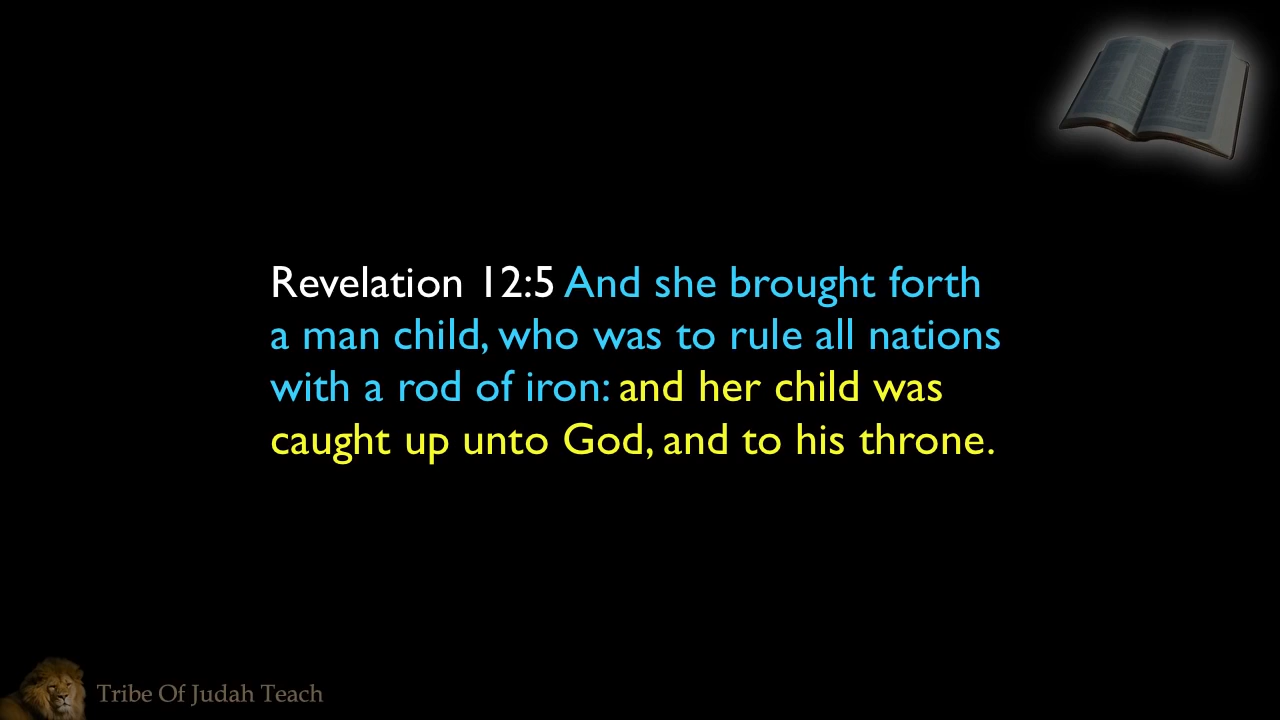 Revelation 12:5 And she brought forth
a man child, who was to rule all nations
with a rod of iron: and her child was
caught up unto God, and to his throne.
Tribe Of Judah Teach